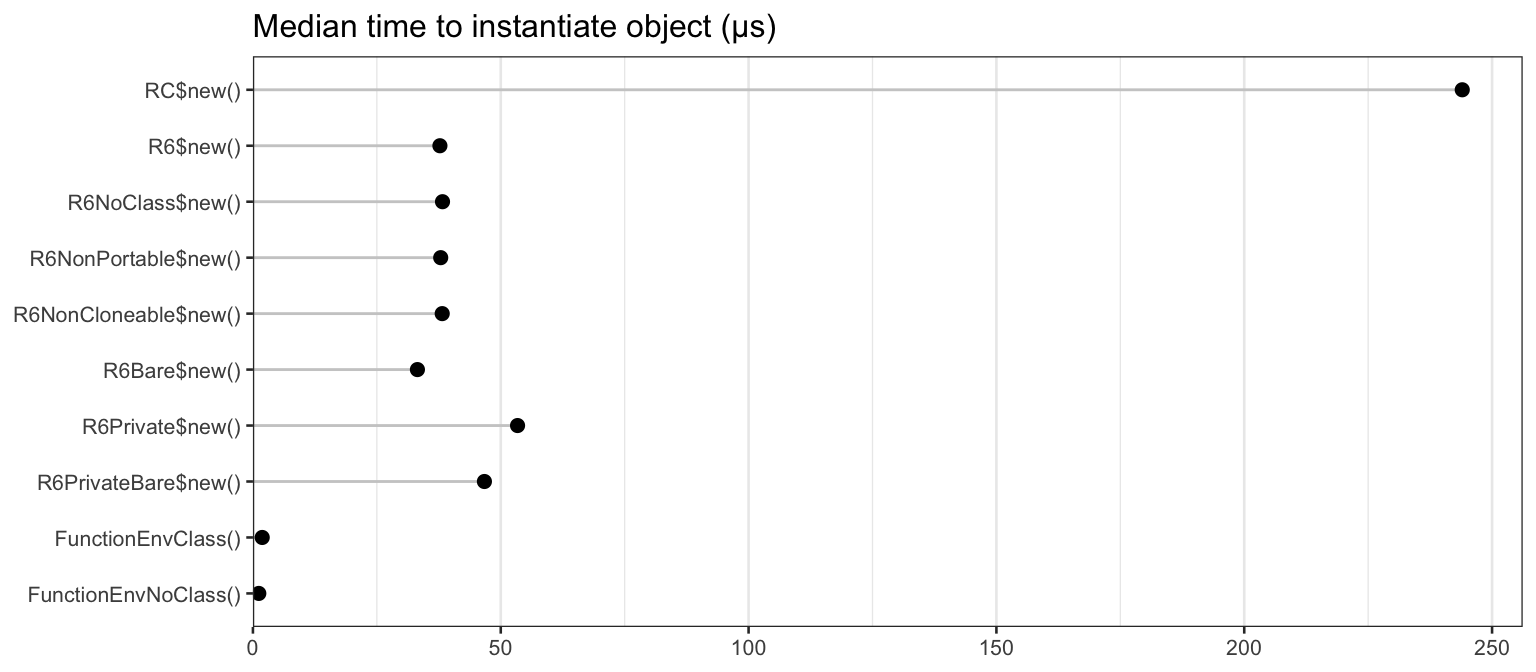 Median time to instantiate object (µs)
RC$new()
R6$new()
R6NoClass$new()
R6NonPortable$new()
R6NonCloneable$new()
R6Bare$new()
R6Private$new()
R6PrivateBare$new()
FunctionEnvClass()
FunctionEnvNoClass()
0 50 100 150 200 250